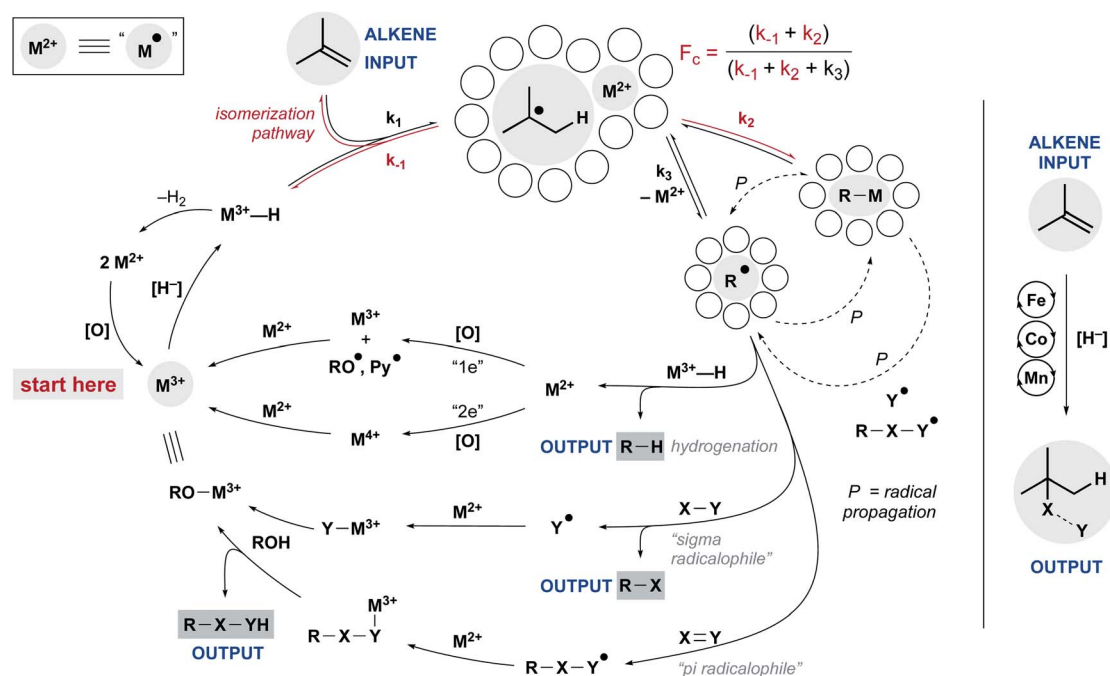 M²⁺ ≡ “M•”
ALKENE
INPUT
isomerization
pathway
k₁
k₋₁
H
M²⁺
F_c = (k₋₁ + k₂) / (k₋₁ + k₂ + k₃)
k₂
k₃
– M²⁺
P
R–M
R•
P
P
–H₂
M³⁺—H
2 M²⁺
[H⁻]
[O]
start here
M³⁺
M²⁺
M³⁺
+
RO•, Py•
[O]
“1e”
M²⁺
M³⁺—H
M²⁺
M⁴⁺
“2e”
[O]
OUTPUT R–H hydrogenation
Y•
R–X–Y•
P = radical
propagation
RO–M³⁺
Y–M³⁺
M²⁺
Y•
X–Y
“sigma
radicalophile”
OUTPUT R–X
ROH
R–X–YH
OUTPUT
M³⁺
R–X–Y
M²⁺
R–X–Y•
X=Y
“pi radicalophile”
ALKENE
INPUT
Fe
Co
Mn
[H⁻]
H
X
Y
OUTPUT